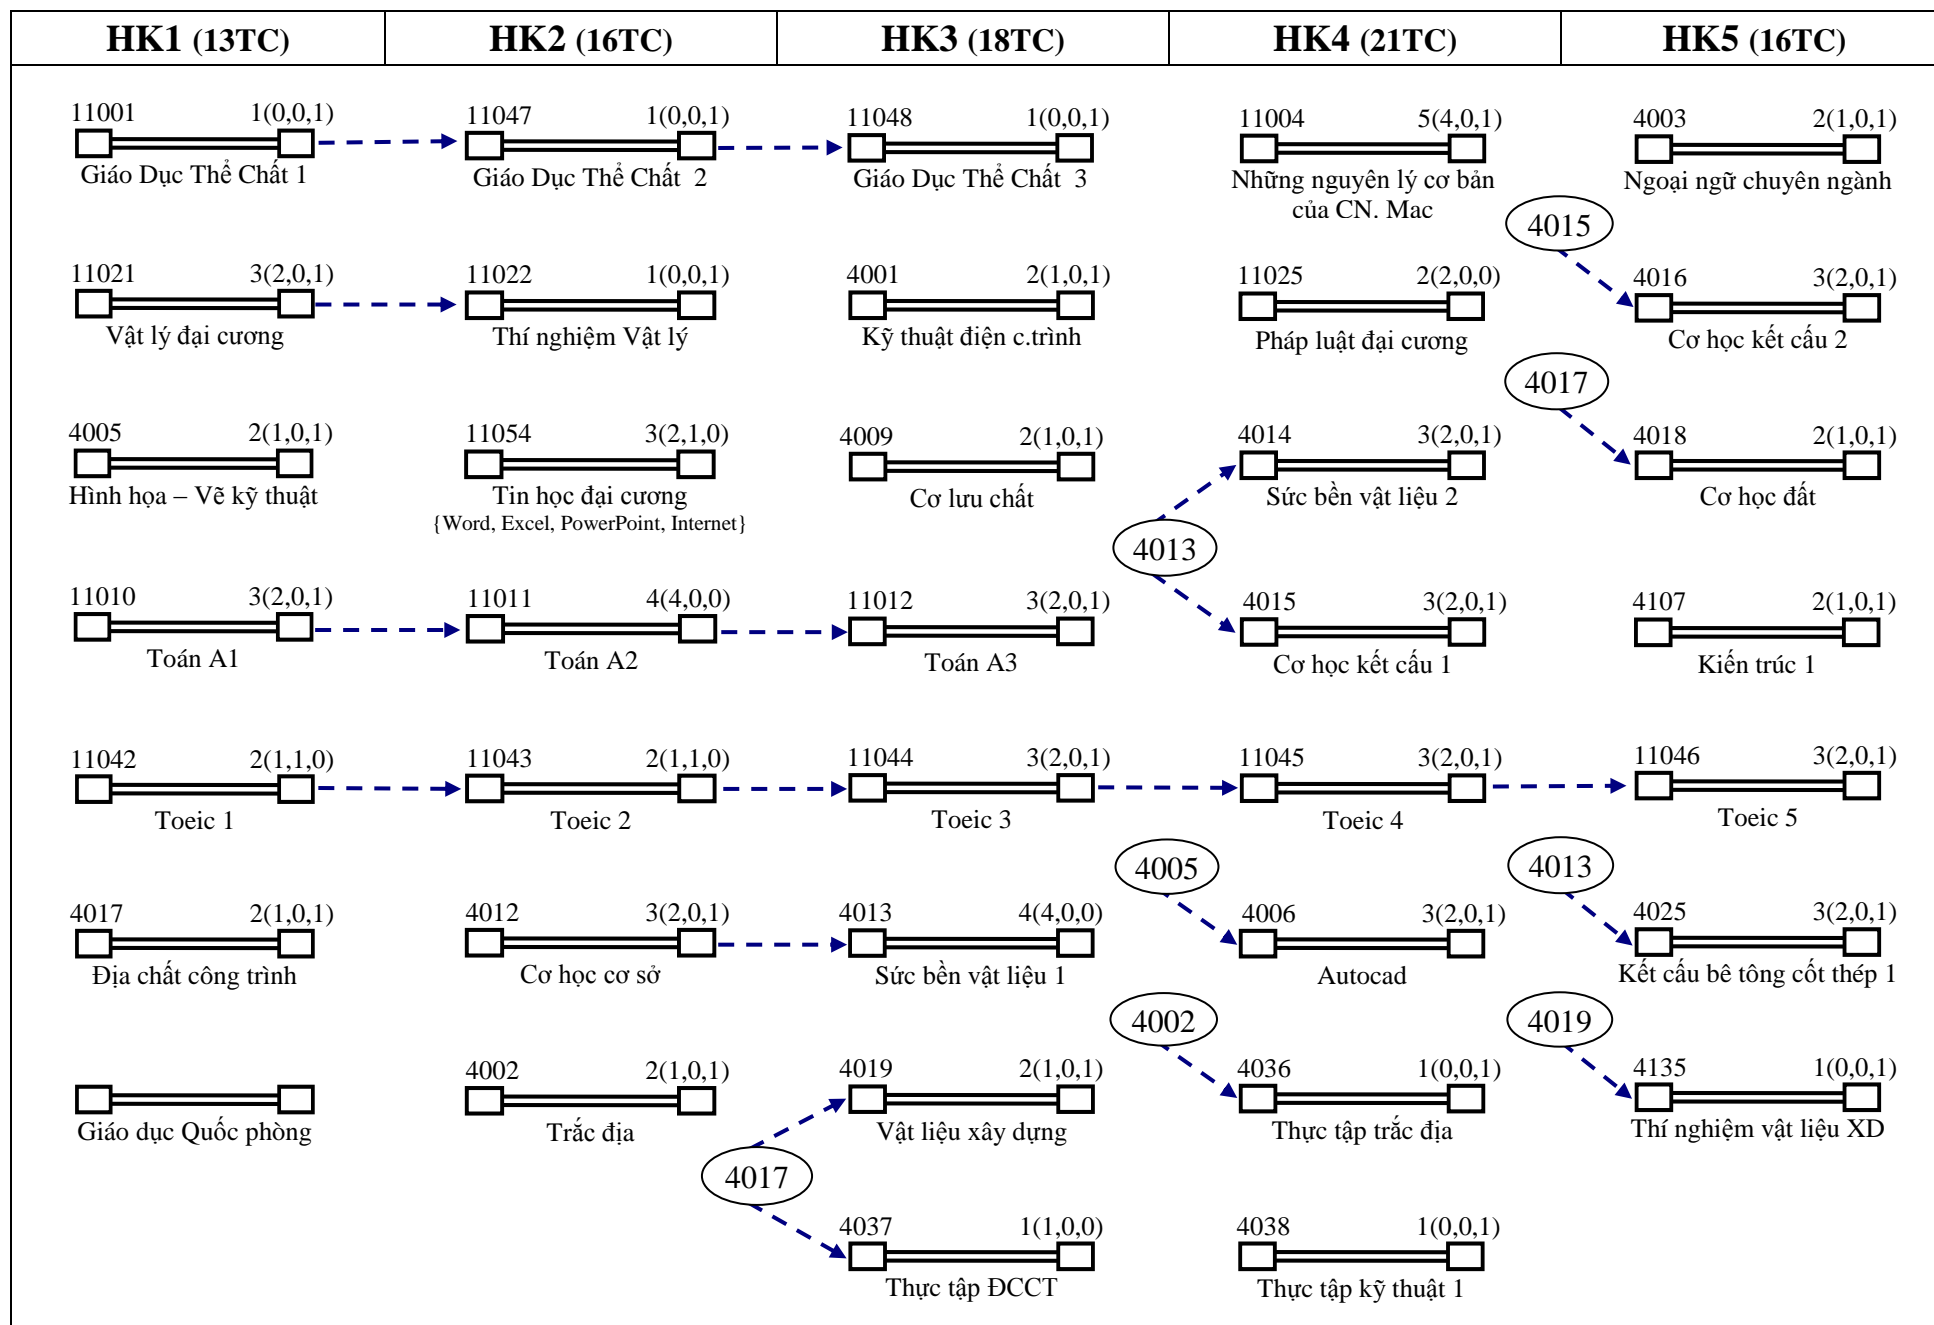 HK1 (13TC) HK2 (16TC) HK3 (18TC) HK4 (21TC) HK5 (16TC)
11001 1(0,0,1)
Giáo Dục Thể Chất 1
11047 1(0,0,1)
Giáo Dục Thể Chất 2
11048 1(0,0,1)
Giáo Dục Thể Chất 3
11004 5(4,0,1)
Những nguyên lý cơ bản
của CN. Mac
4003 2(1,0,1)
Ngoại ngữ chuyên ngành
4015
11021 3(2,0,1)
Vật lý đại cương
11022 1(0,0,1)
Thí nghiệm Vật lý
4001 2(1,0,1)
Kỹ thuật điện c.trình
11025 2(2,0,0)
Pháp luật đại cương
4016 3(2,0,1)
Cơ học kết cấu 2
4017
4005 2(1,0,1)
Hình họa – Vẽ kỹ thuật
11054 3(2,1,0)
Tin học đại cương
{Word, Excel, PowerPoint, Internet}
4009 2(1,0,1)
Cơ lưu chất
4014 3(2,0,1)
Sức bền vật liệu 2
4018 2(1,0,1)
Cơ học đất
4013
11010 3(2,0,1)
Toán A1
11011 4(4,0,0)
Toán A2
11012 3(2,0,1)
Toán A3
4015 3(2,0,1)
Cơ học kết cấu 1
4107 2(1,0,1)
Kiến trúc 1
11042 2(1,1,0)
Toeic 1
11043 2(1,1,0)
Toeic 2
11044 3(2,0,1)
Toeic 3
11045 3(2,0,1)
Toeic 4
11046 3(2,0,1)
Toeic 5
4005
4013
4017 2(1,0,1)
Địa chất công trình
4012 3(2,0,1)
Cơ học cơ sở
4013 4(4,0,0)
Sức bền vật liệu 1
4006 3(2,0,1)
Autocad
4025 3(2,0,1)
Kết cấu bê tông cốt thép 1
4002
4019
Giáo dục Quốc phòng
4002 2(1,0,1)
Trắc địa
4019 2(1,0,1)
Vật liệu xây dựng
4036 1(0,0,1)
Thực tập trắc địa
4135 1(0,0,1)
Thí nghiệm vật liệu XD
4017
4037 1(1,0,0)
Thực tập ĐCCT
4038 1(0,0,1)
Thực tập kỹ thuật 1